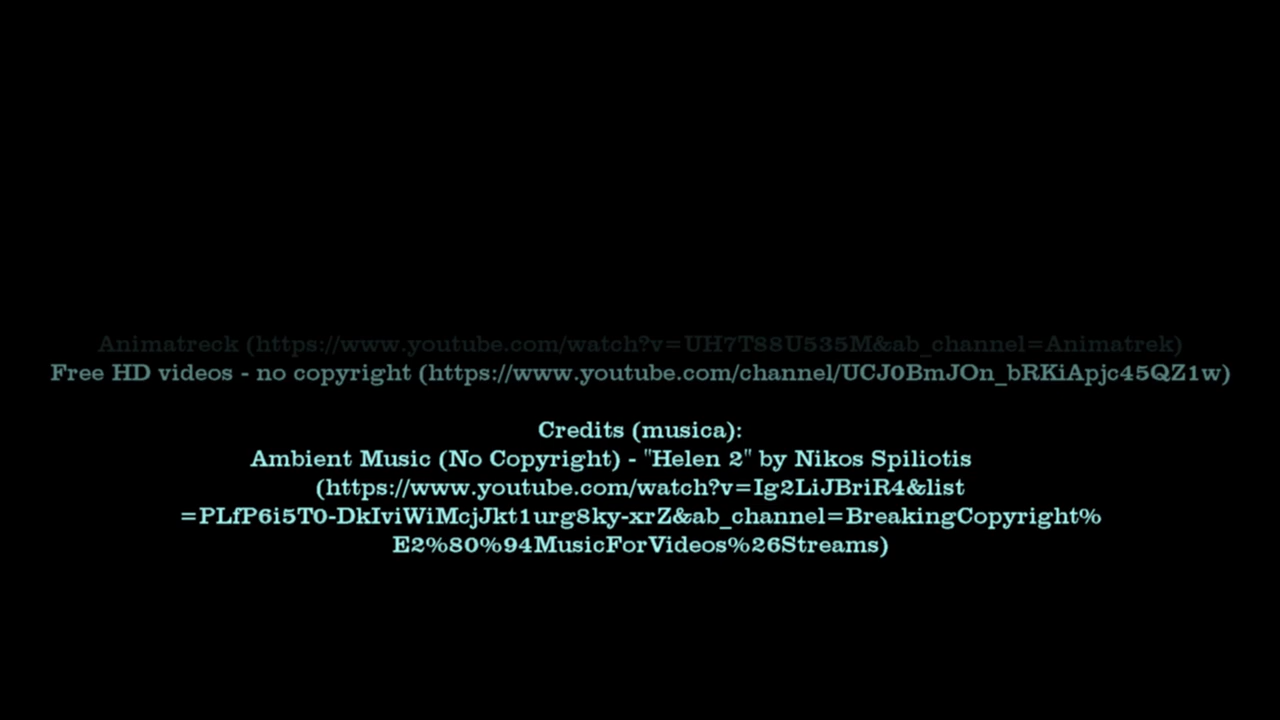 Animatreck (https://www.youtube.com/watch?v=UH7T88U535M&ab_channel=Animatrek)
Free HD videos - no copyright (https://www.youtube.com/channel/UCJ0BmJOn_bRKiApjc45QZ1w)
Credits (musica):
Ambient Music (No Copyright) - "Helen 2" by Nikos Spiliotis
(https://www.youtube.com/watch?v=Ig2LiJBriR4&list
=PLfP6i5T0-DkIviWiMcjJkt1urg8ky-xrZ&ab_channel=BreakingCopyright%
E2%80%94MusicForVideos%26Streams)